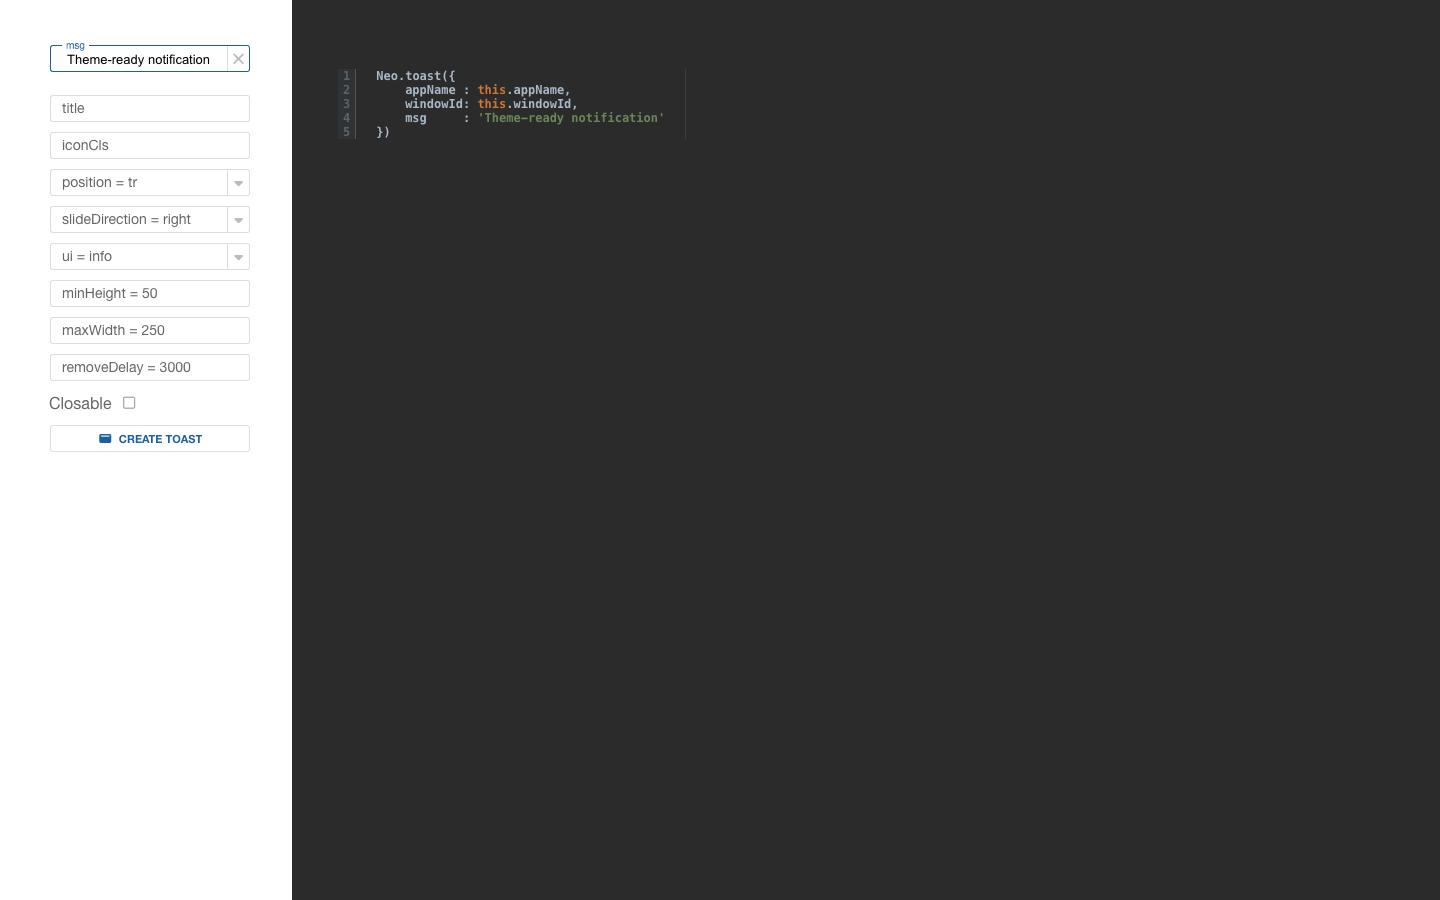 msg
Theme-ready notification
title
iconCls
position = tr
slideDirection = right
ui = info
minHeight = 50
maxWidth = 250
removeDelay = 3000
Closable
CREATE TOAST
1 Neo.toast({
2 appName : this.appName,
3 windowId: this.windowId,
4 msg : 'Theme-ready notification'
5 })